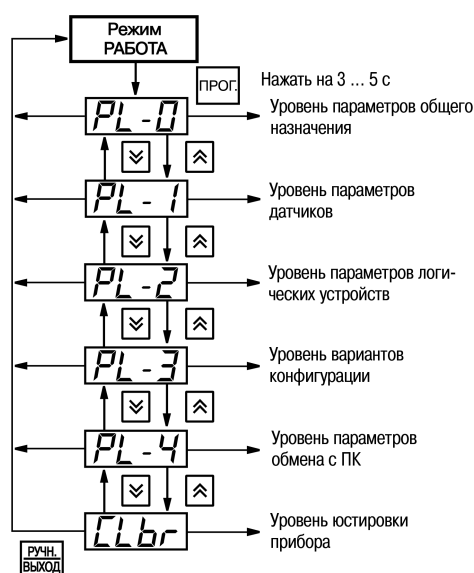 Режим
РАБОТА
ПРОГ.
Нажать на 3 ... 5 с
PL-0
Уровень параметров общего
назначения
PL-1
Уровень параметров
датчиков
PL-2
Уровень параметров логи-
ческих устройств
PL-3
Уровень вариантов
конфигурации
PL-4
Уровень параметров
обмена с ПК
CLbr
Уровень юстировки
прибора
РУЧН.
ВЫХОД